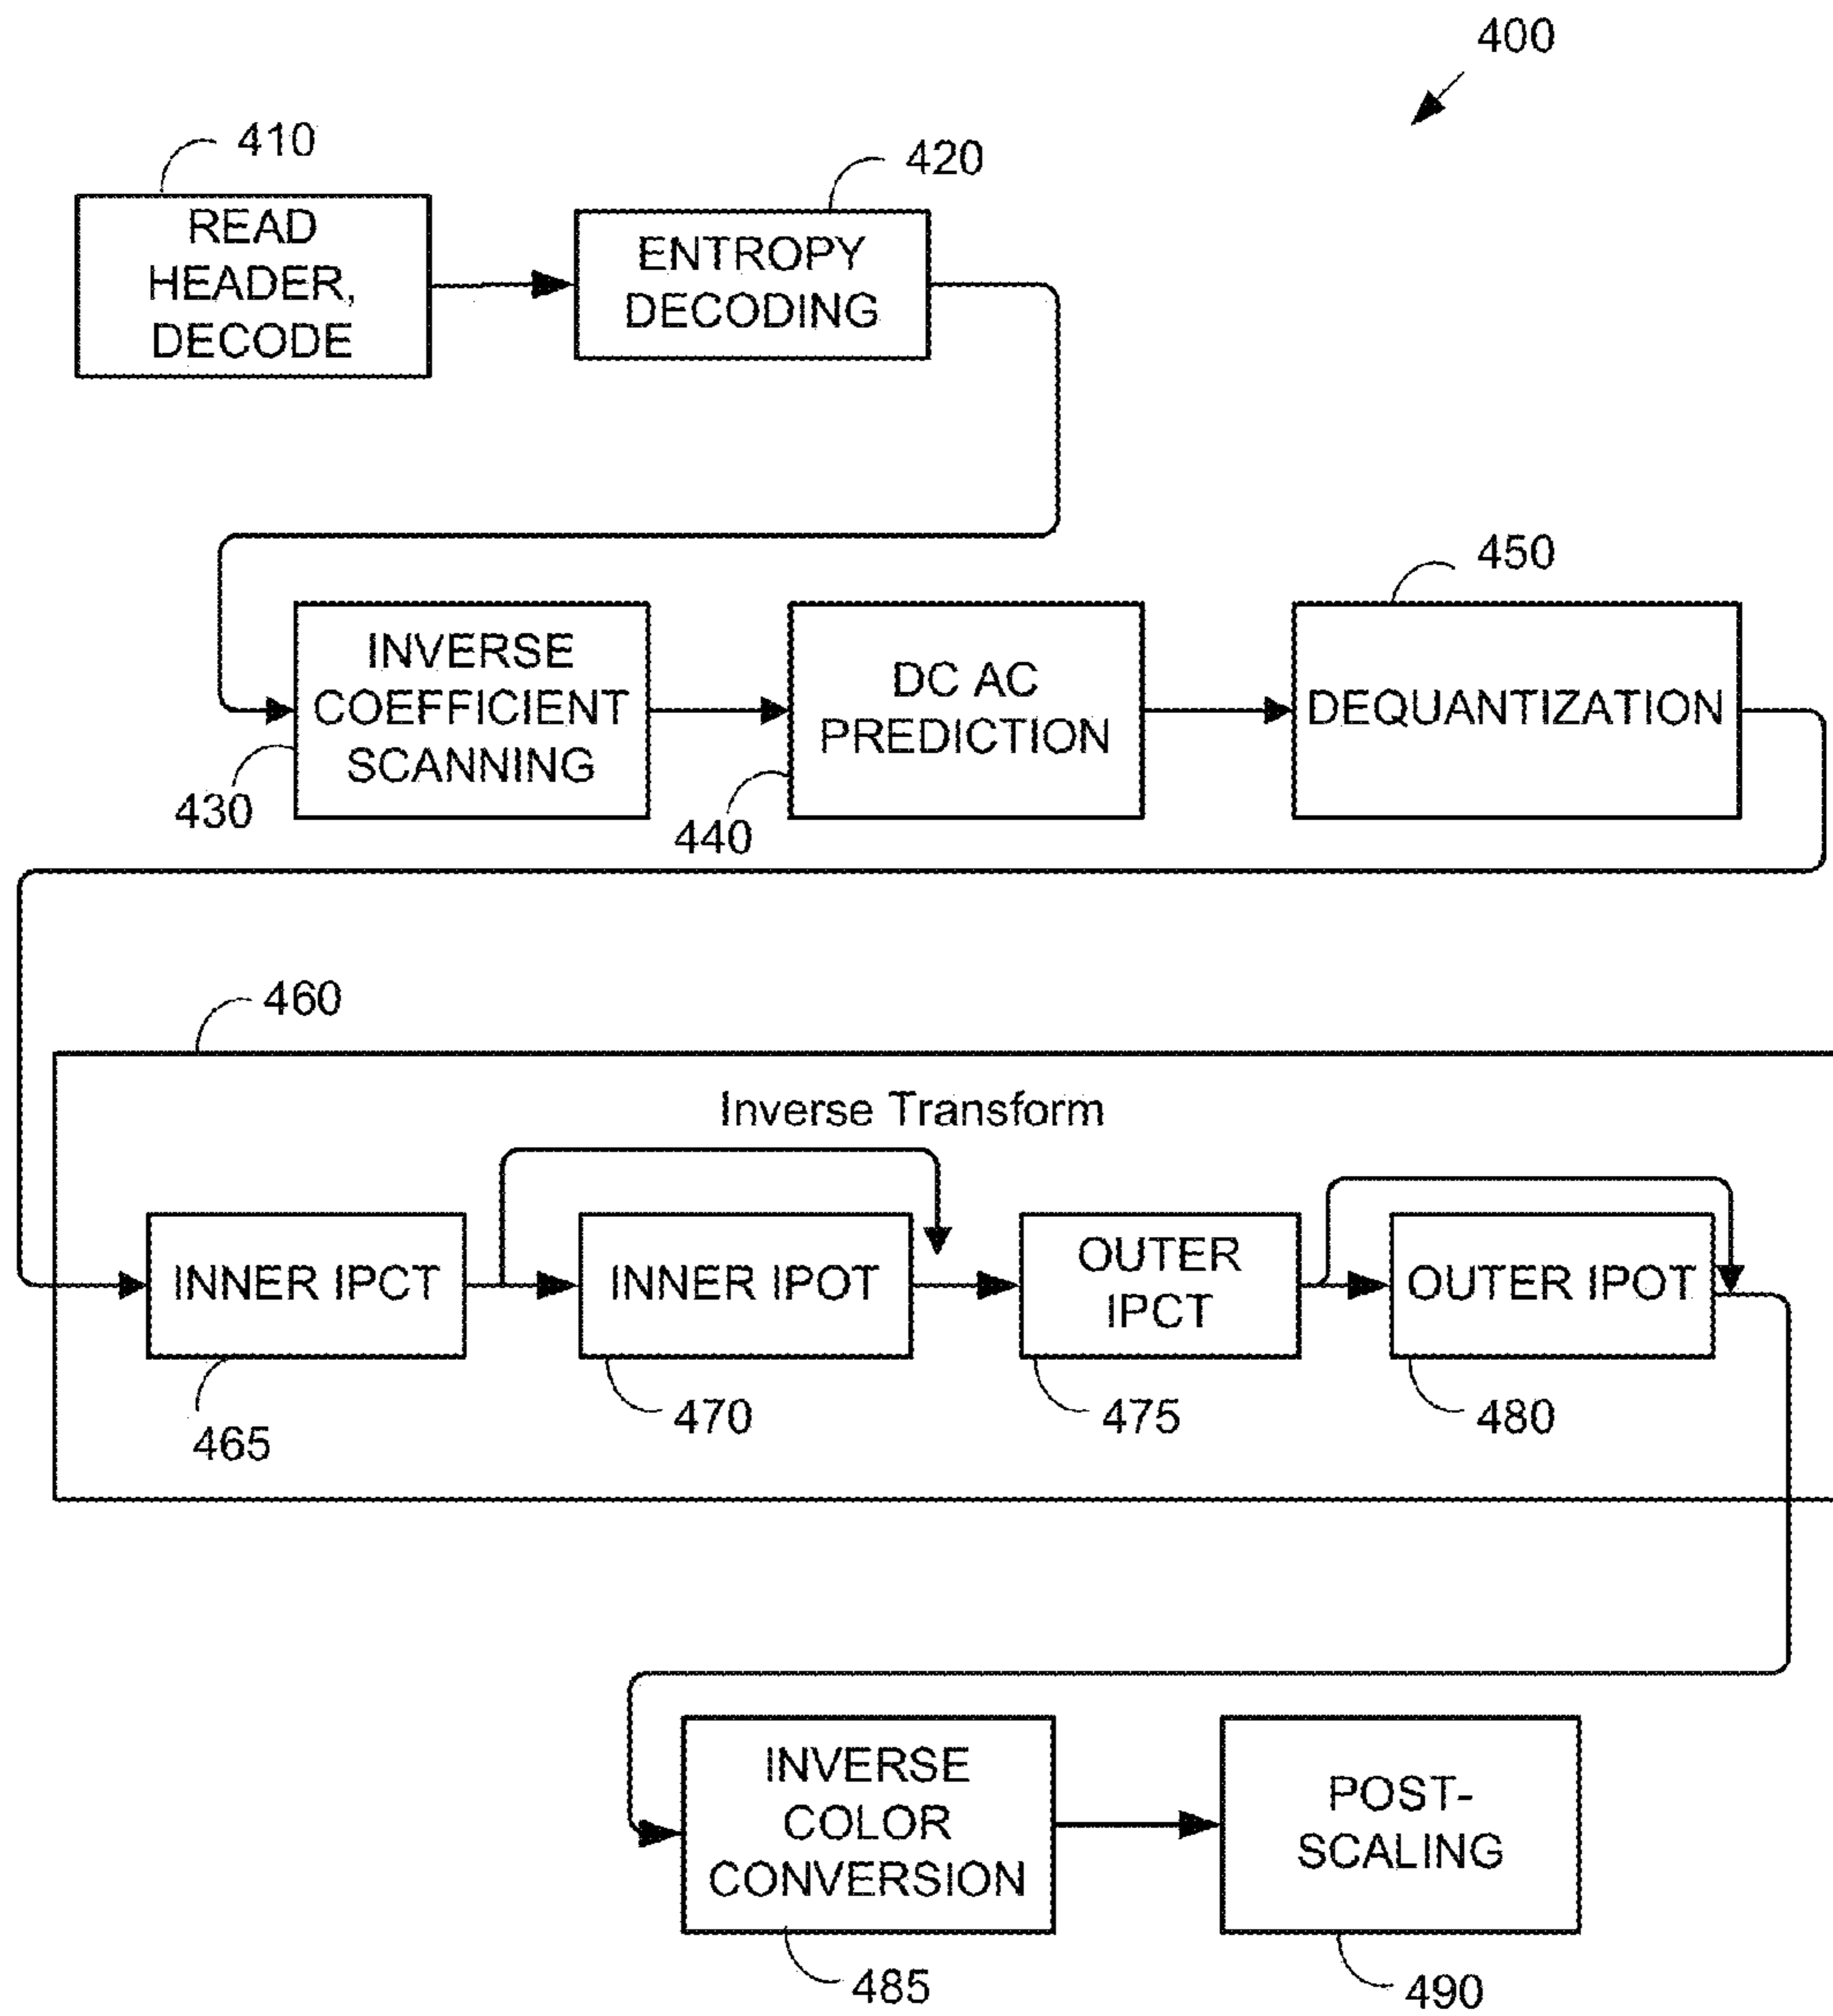 400
410
READ
HEADER,
DECODE
420
ENTROPY
DECODING
INVERSE
COEFFICIENT
SCANNING
430
DC AC
PREDICTION
440
450
DEQUANTIZATION
460
Inverse Transform
INNER IPCT
465
INNER IPOT
470
OUTER
IPCT
475
OUTER IPOT
480
INVERSE
COLOR
CONVERSION
485
POST-
SCALING
490